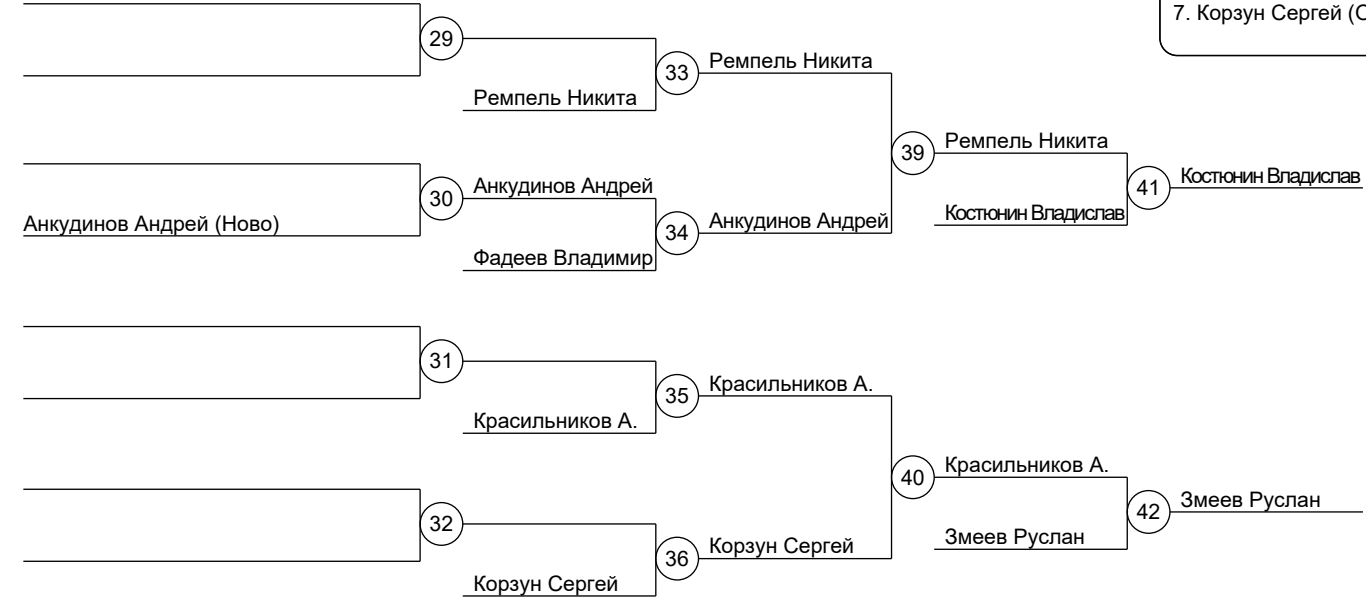 7. Корзун Сергей (С
29
33
Ремпель Никита
Ремпель Никита
39
Ремпель Никита
41
Костюнин Владислав
30
Анкудинов Андрей
Анкудинов Андрей (Ново)
34
Анкудинов Андрей
Костюнин Владислав
Фадеев Владимир
31
35
Красильников А.
Красильников А.
40
Красильников А.
42
Змеев Руслан
32
36
Корзун Сергей
Змеев Руслан
Корзун Сергей